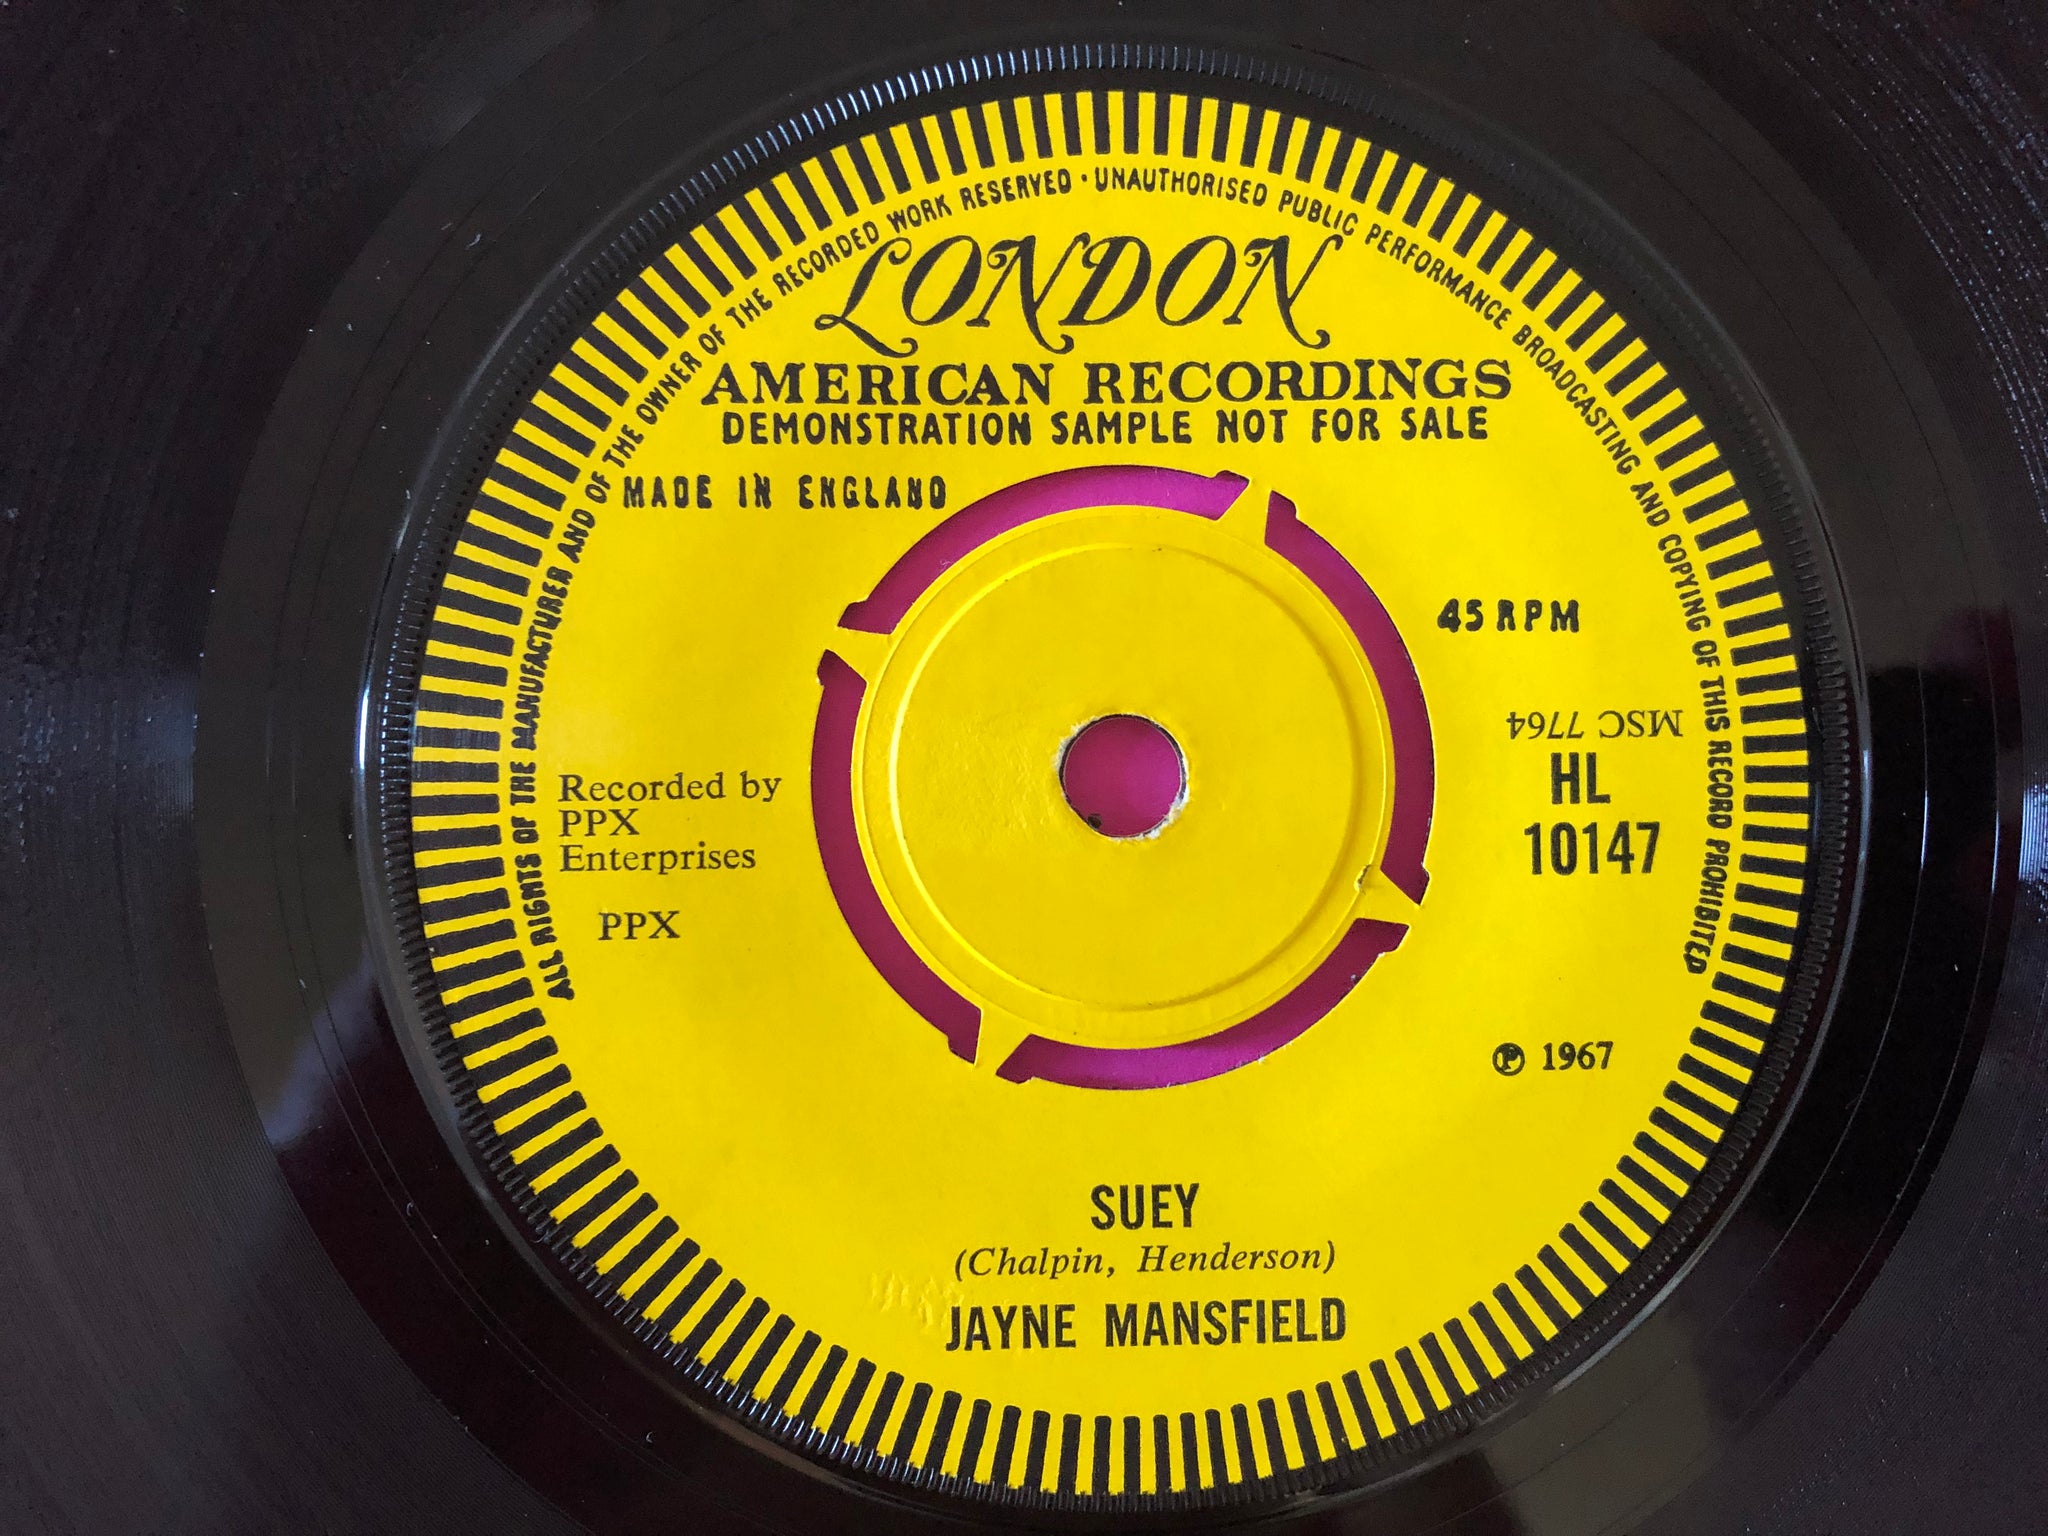 ALL RIGHTS OF THE MANUFACTURER AND OF THE OWNER OF THE RECORDED WORK RESERVED · UNAUTHORISED PUBLIC PERFORMANCE BROADCASTING AND COPYING OF THIS RECORD PROHIBITED
LONDON
AMERICAN RECORDINGS
DEMONSTRATION SAMPLE NOT FOR SALE
MADE IN ENGLAND
45 RPM
MSC 7764
HL
10147
Recorded by
PPX
Enterprises
PPX
℗ 1967
SUEY
(Chalpin, Henderson)
JAYNE MANSFIELD